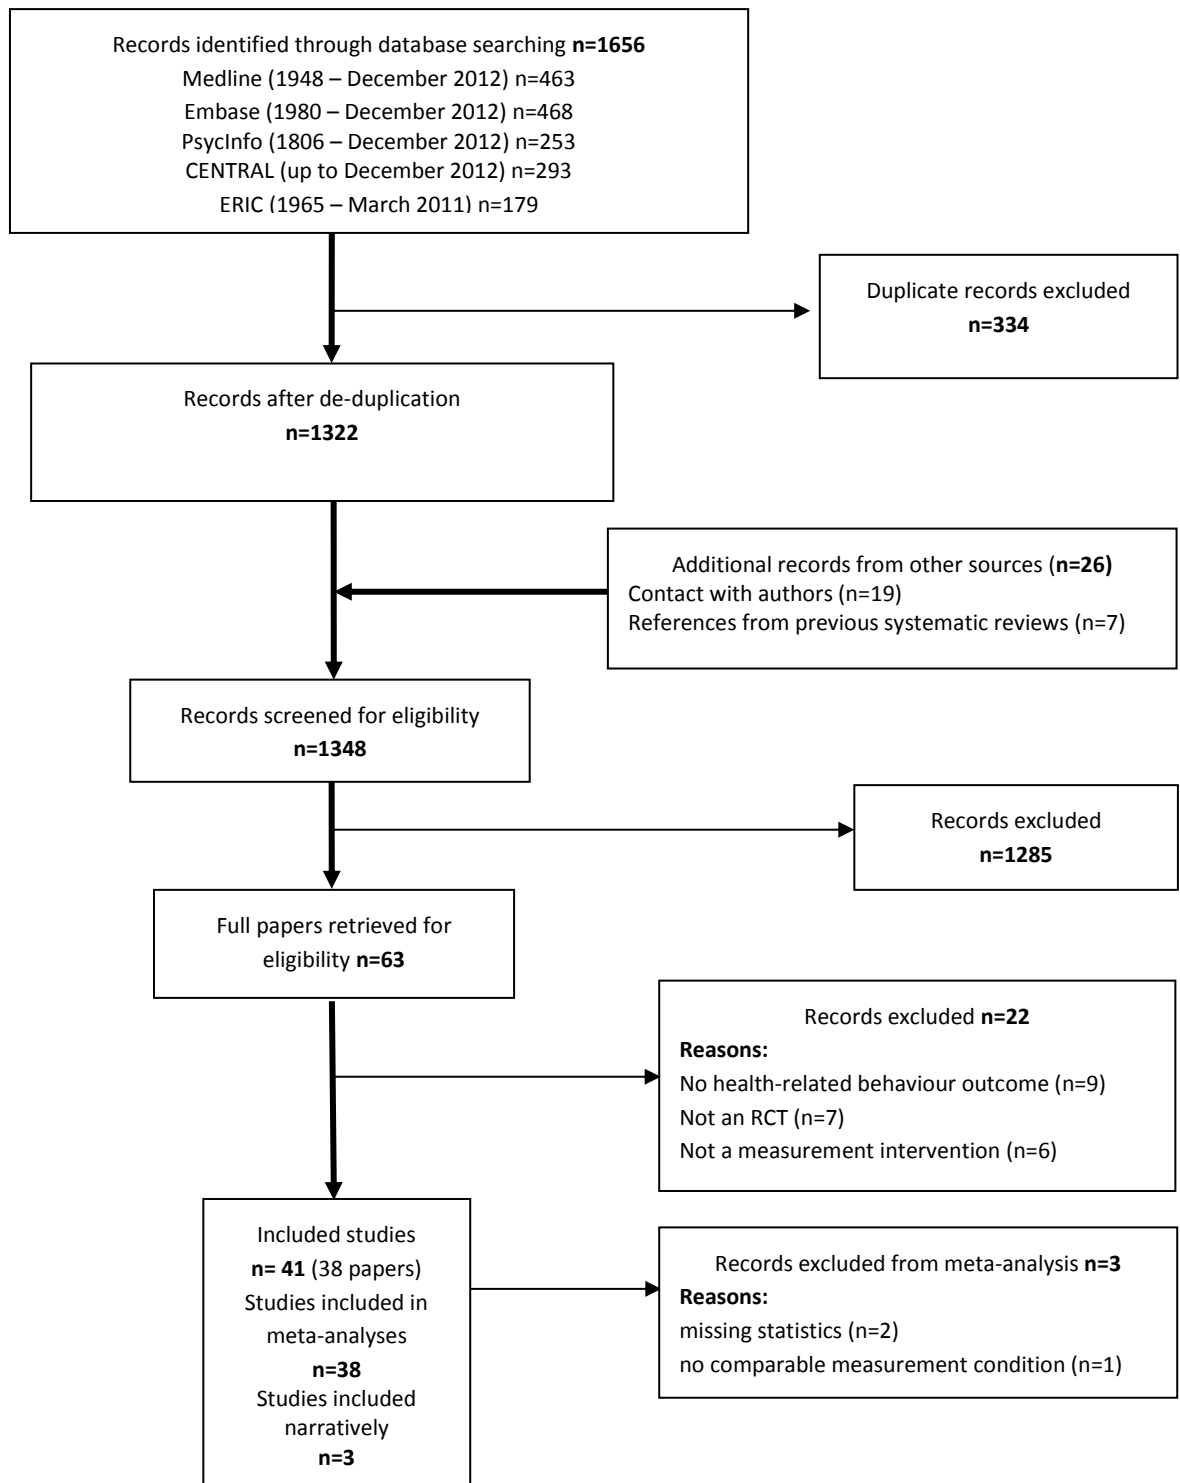 Records identified through database searching n=1656
Medline (1948 – December 2012) n=463
Embase (1980 – December 2012) n=468
PsycInfo (1806 – December 2012) n=253
CENTRAL (up to December 2012) n=293
ERIC (1965 – March 2011) n=179
Duplicate records excluded
n=334
Records after de-duplication
n=1322
Additional records from other sources (n=26)
Contact with authors (n=19)
References from previous systematic reviews (n=7)
Records screened for eligibility
n=1348
Records excluded
n=1285
Full papers retrieved for
eligibility n=63
Records excluded n=22
Reasons:
No health-related behaviour outcome (n=9)
Not an RCT (n=7)
Not a measurement intervention (n=6)
Included studies
n= 41 (38 papers)
Studies included in
meta-analyses
n=38
Studies included
narratively
n=3
Records excluded from meta-analysis n=3
Reasons:
missing statistics (n=2)
no comparable measurement condition (n=1)